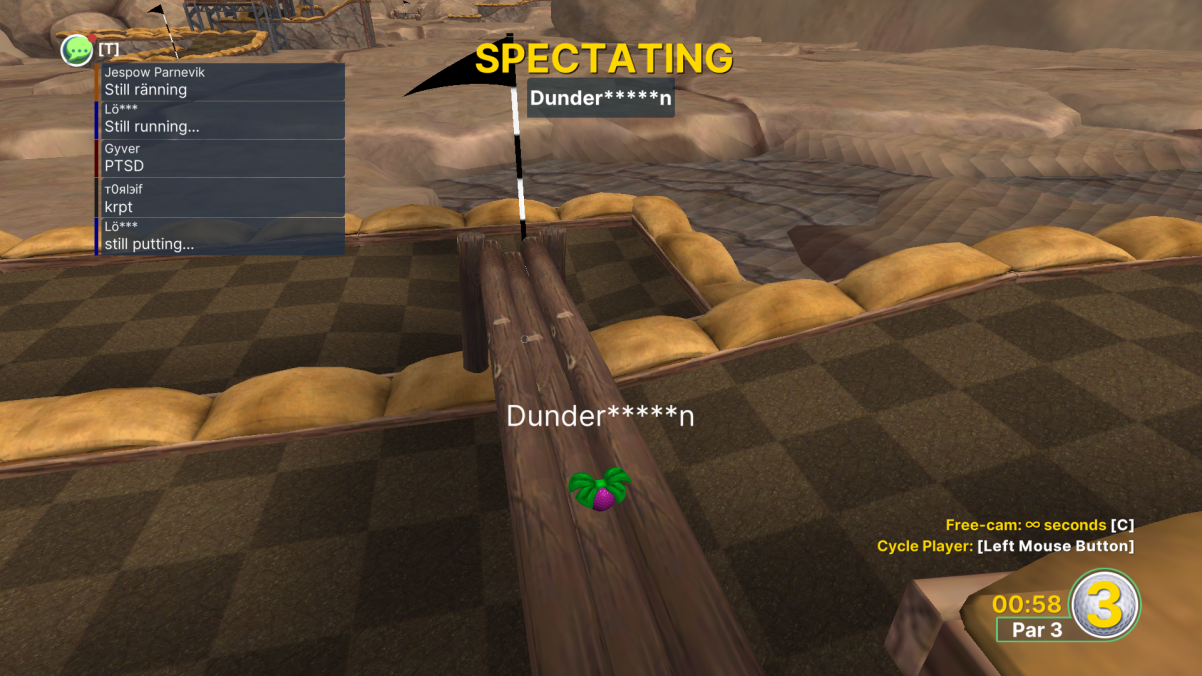 [T]
SPECTATING
Dunder*****n
Jespow Parnevik
Still ränning
Lö***
Still running...
Gyver
PTSD
т0яləif
krpt
Lö***
still putting...
Dunder*****n
Free-cam: ∞ seconds [C]
Cycle Player: [Left Mouse Button]
00:58
3
Par 3